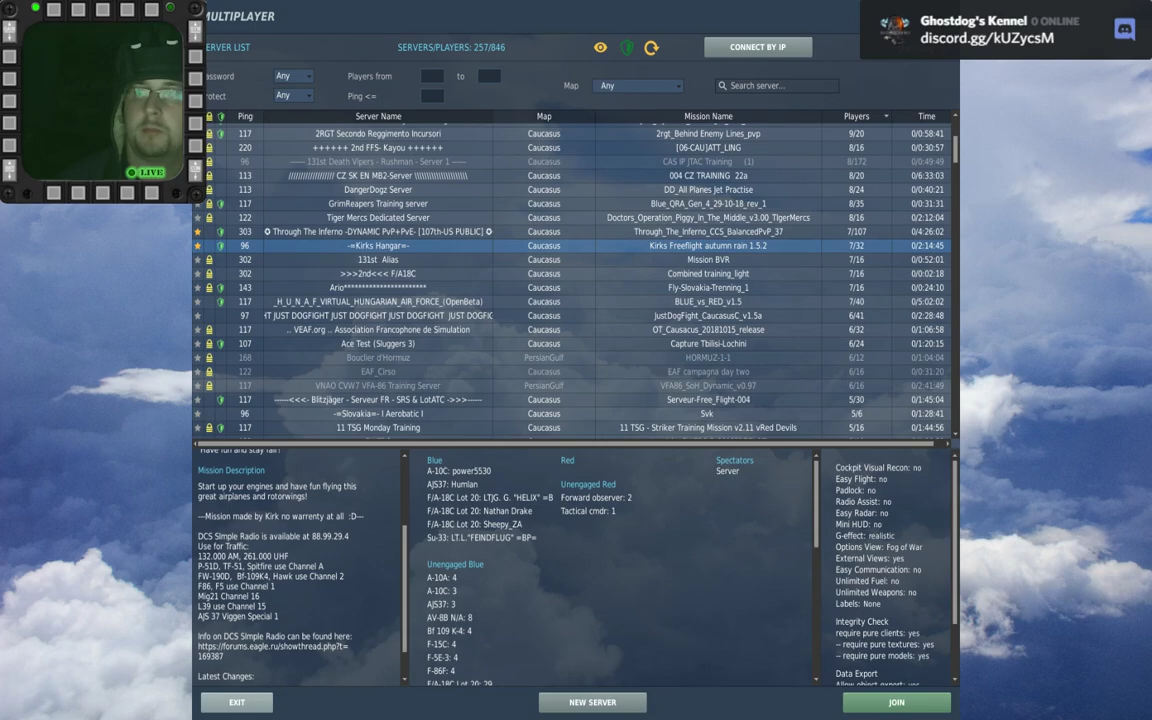 MULTIPLAYER
Ghostdog's Kennel 0 ONLINE
discord.gg/kUZycsM
SERVER LIST
SERVERS/PLAYERS: 257/846
CONNECT BY IP
assword Any Players from to
rotect Any Ping <=
Map Any Search server...
Ping Server Name Map Mission Name Players Time
117 2RGT Secondo Reggimento Incursori Caucasus 2rgt_Behind Enemy Lines_pvp 9/20 0/0:58:41
220 ++++++ 2nd FFS- Kayou ++++++ Caucasus [06-CAU]ATT_LING 8/16 0/0:30:57
96 ----- 131st Death Vipers - Rushman - Server 1 ----- Caucasus CAS IP JTAC Training (1) 8/172 0/0:49:49
113 ////////////////// CZ SK EN MB2-Server \\\\\\\\\\\\\\\\\\\\ Caucasus 004 CZ TRAINING 22a 8/20 0/6:33:03
113 DangerDogz Server Caucasus DD_All Planes Jet Practise 8/24 0/0:40:21
117 GrimReapers Training server Caucasus Blue_QRA_Gen_4_29-10-18_rev_1 8/35 0/0:31:31
122 Tiger Mercs Dedicated Server Caucasus Doctors_Operation_Piggy_In_The_Middle_v3.00_TIgerMercs 8/16 0/2:12:04
303 Through The Inferno -DYNAMIC PvP+PvE- [107th-US PUBLIC] Caucasus Through_The_Inferno_CCS_BalancedPvP_37 7/107 0/4:26:02
96 -=Kirks Hangar=- Caucasus Kirks Freeflight autumn rain 1.5.2 7/32 0/2:14:45
302 131st Alias Caucasus Mission BVR 7/16 0/0:52:01
302 >>>2nd<<< F/A18C Caucasus Combined training_light 7/16 0/0:02:18
143 Ario************************ Caucasus Fly-Slovakia-Trenning_1 7/16 0/0:24:10
117 _H_U_N_A_F_VIRTUAL_HUNGARIAN_AIR_FORCE_(OpenBeta) Caucasus BLUE_vs_RED_v1.5 7/40 0/5:02:02
97 HT JUST DOGFIGHT JUST DOGFIGHT JUST DOGFIGHT JUST DOGFIG Caucasus JustDogFight_CaucasusC_v1.5a 6/41 0/2:28:48
117 .. VEAF.org .. Association Francophone de Simulation Caucasus OT_Causacus_20181015_release 6/32 0/1:06:58
107 Ace Test (Sluggers 3) Caucasus Capture Tbilisi-Lochini 6/24 0/1:20:15
168 Bouclier d'Hormuz PersianGulf HORMUZ-1-1 6/12 0/1:04:04
122 EAF_Cirso Caucasus EAF campagna day two 6/16 0/0:31:20
117 VNAO CVW7 VFA-86 Training Server PersianGulf VFA86_SoH_Dynamic_v0.97 6/16 0/2:41:49
117 ------<<<- Blitzjäger - Serveur FR - SRS & LotATC ->>>------ Caucasus Serveur-Free_Flight-004 5/30 0/1:45:04
96 -=Slovakia=- I Aerobatic I Caucasus Svk 5/6 0/1:28:41
117 11 TSG Monday Training Caucasus 11 TSG - Striker Training Mission v2.11 vRed Devils 5/16 0/1:44:56
Have fun and stay fair!
Mission Description
Start up your engines and have fun flying this
great airplanes and rotorwings!
---Mission made by Kirk no warrenty at all :D---
DCS SImple Radio is available at 88.99.29.4
Use for Traffic:
132.000 AM, 261.000 UHF
P-51D, TF-51, Spitfire use Channel A
FW-190D, Bf-109K4, Hawk use Channel 2
F86, F5 use Channel 1
Mig21 Channel 16
L39 use Channel 15
AJS 37 Viggen Special 1
Info on DCS SImple Radio can be found here:
https://forums.eagle.ru/showthread.php?t=
169387
Latest Changes:
Blue
A-10C: power5530
AJS37: Humlan
F/A-18C Lot 20: LTJG. G. "HELIX" =B
F/A-18C Lot 20: Nathan Drake
F/A-18C Lot 20: Sheepy_ZA
Su-33: LT.L."FEINDFLUG" =BP=
Unengaged Blue
A-10A: 4
A-10C: 3
AJS37: 3
AV-8B N/A: 8
Bf 109 K-4: 4
F-15C: 4
F-5E-3: 4
F-86F: 4
F/A-18C Lot 20: 29
Red
Unengaged Red
Forward observer: 2
Tactical cmdr: 1
Spectators
Server
Cockpit Visual Recon: no
Easy Flight: no
Padlock: no
Radio Assist: no
Easy Radar: no
Mini HUD: no
G-effect: realistic
Options View: Fog of War
External Views: yes
Easy Communication: no
Unlimited Fuel: no
Unlimited Weapons: no
Labels: None
Integrity Check
require pure clients: yes
-- require pure textures: yes
-- require pure models: yes
Data Export
Allow object export: yes
LIVE
EXIT
NEW SERVER
JOIN